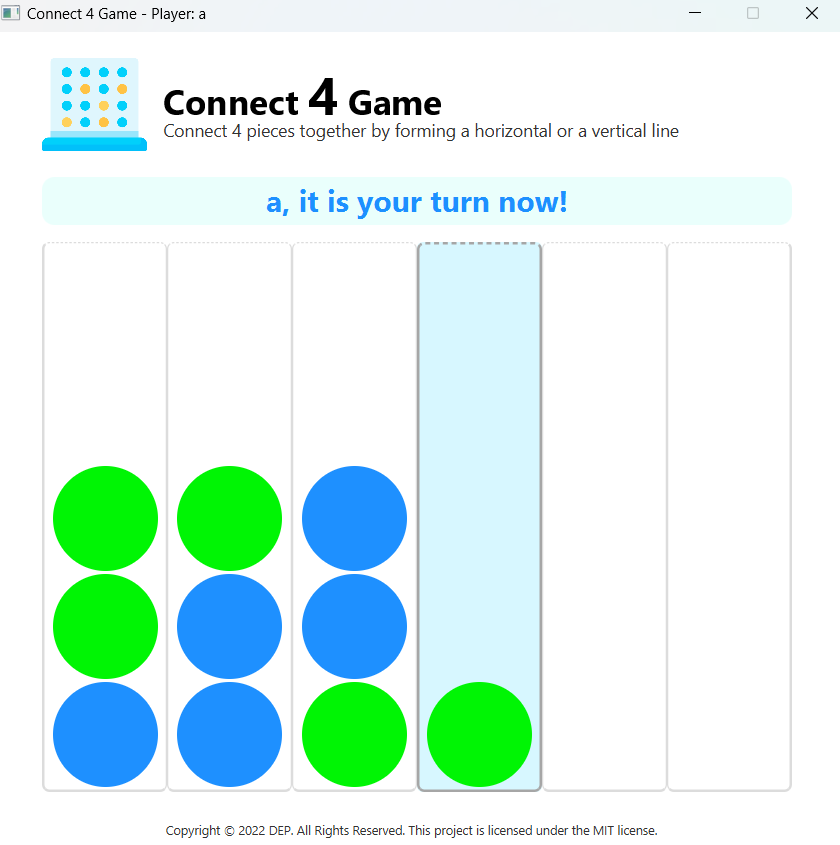 Connect 4 Game - Player: a
Connect 4 Game
Connect 4 pieces together by forming a horizontal or a vertical line
a, it is your turn now!
Copyright © 2022 DEP. All Rights Reserved. This project is licensed under the MIT license.